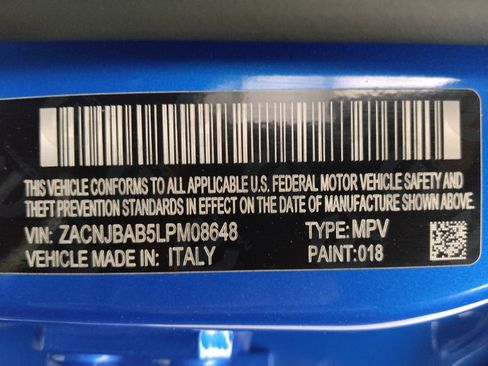 THIS VEHICLE CONFORMS TO ALL APPLICABLE U.S. FEDERAL MOTOR VEHICLE SAFETY AND
THEFT PREVENTION STANDARDS IN EFFECT ON THE DATE OF MANUFACTURE SHOWN ABOVE.
VIN: ZACNJBAB5LPM08648 TYPE: MPV
VEHICLE MADE IN: ITALY PAINT:018